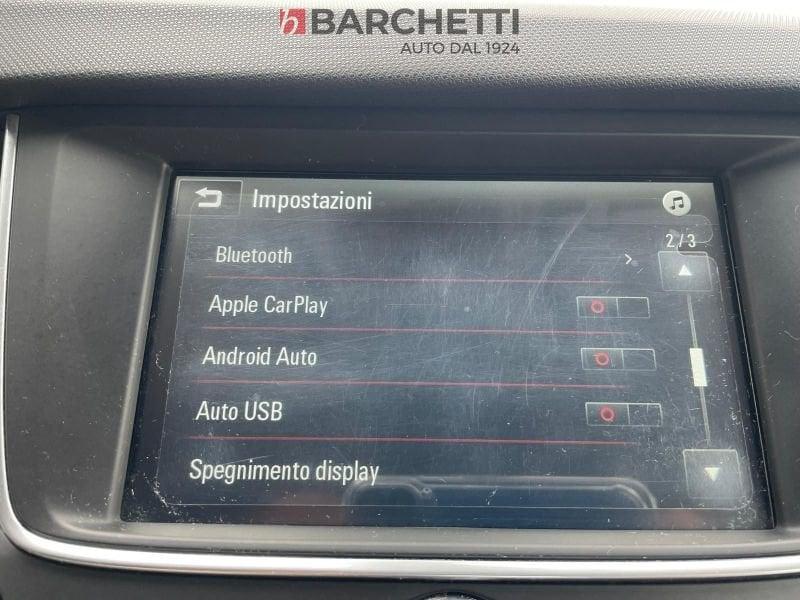 BARCHETTI
AUTO DAL 1924
Impostazioni
2/3
Bluetooth
Apple CarPlay
Android Auto
Auto USB
Spegnimento display